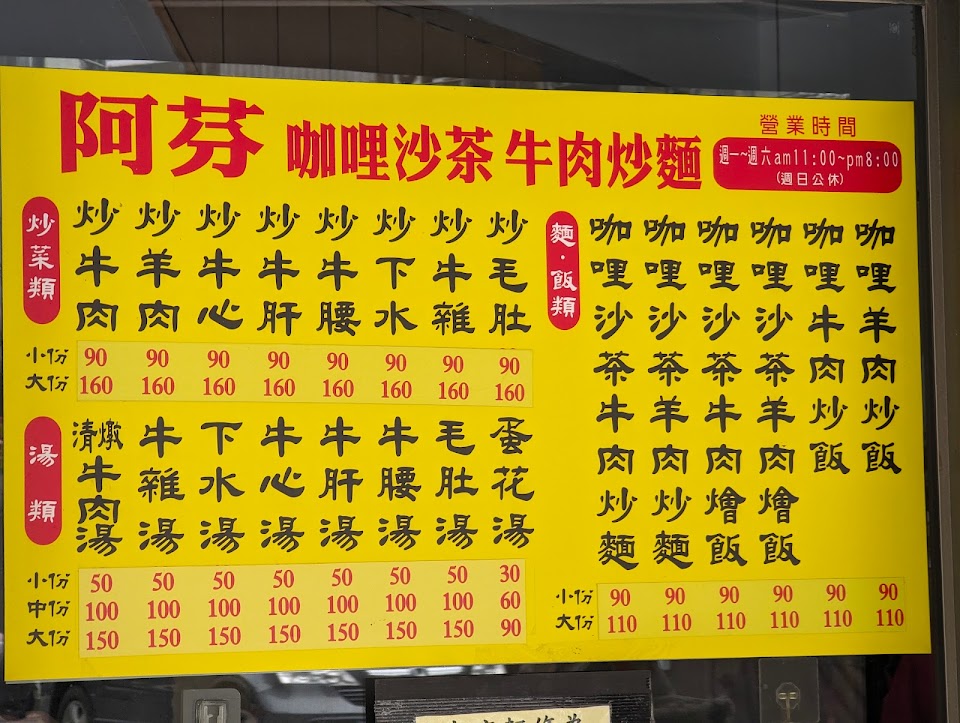 阿芬 咖哩沙茶牛肉炒麵
營業時間
週一~週六am11:00~pm8:00
(週日公休)
炒菜類
炒牛肉
炒羊肉
炒牛心
炒牛肝
炒牛腰
炒下水
炒牛雜
炒毛肚
小份 90 90 90 90 90 90 90 90
大份 160 160 160 160 160 160 160 160
湯類
清燉牛肉湯
牛雜湯
下水湯
牛心湯
牛肝湯
牛腰湯
毛肚湯
蛋花湯
小份 50 50 50 50 50 50 50 30
中份 100 100 100 100 100 100 100 60
大份 150 150 150 150 150 150 150 90
麵·飯類
咖哩沙茶牛肉炒麵
咖哩沙茶羊肉炒麵
咖哩沙茶牛肉燴飯
咖哩沙茶羊肉燴飯
咖哩牛肉炒飯
咖哩羊肉炒飯
小份 90 90 90 90 90 90
大份 110 110 110 110 110 110